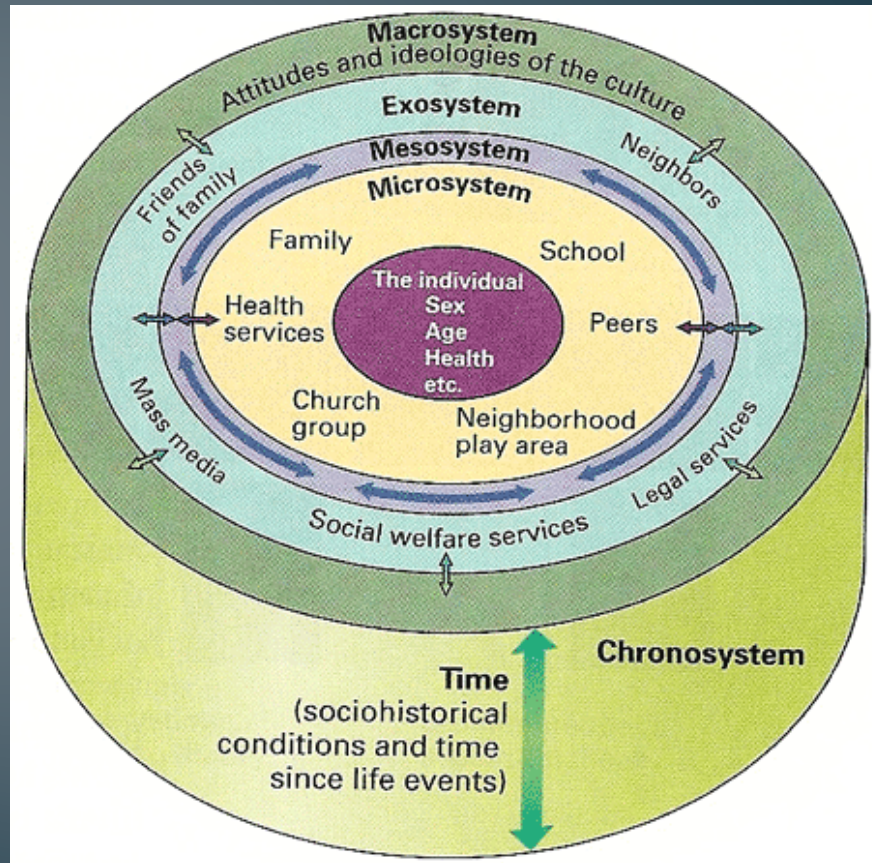 Macrosystem
Attitudes and ideologies of the culture
Exosystem
Mesosystem
Microsystem
Friends
of family
Neighbors
Family
School
The individual
Sex
Age
Health
etc.
Health
services
Peers
Church
group
Neighborhood
play area
Mass media
Legal services
Social welfare services
Chronosystem
Time
(sociohistorical
conditions and time
since life events)